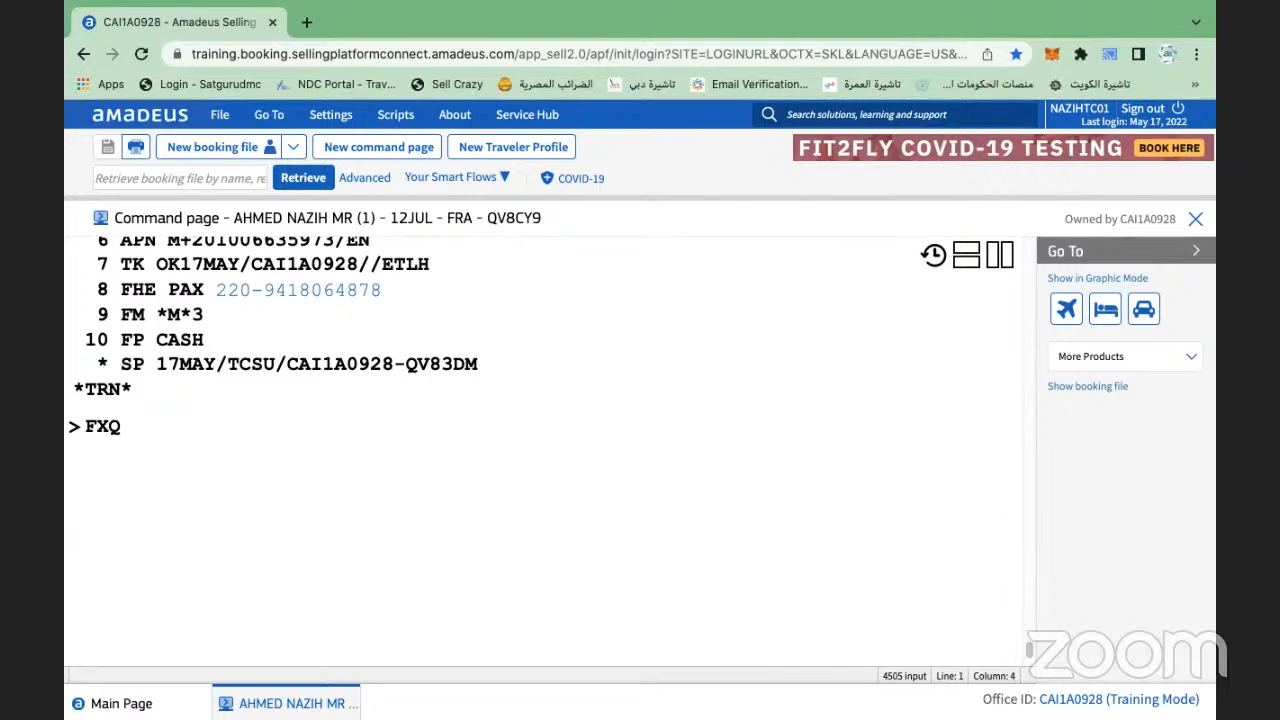 CAI1A0928 - Amadeus Selling
training.booking.sellingplatformconnect.amadeus.com/app_sell2.0/apf/init/login?SITE=LOGINURL&OCTX=SKL&LANGUAGE=US&...
Apps Login - Satgurudmc NDC Portal - Trav... Sell Crazy الضرائب المصرية تاشيرة دبي Email Verification... تاشيرة العمرة منصات الحكومات ا... تاشيرة الكويت »
amadeus File Go To Settings Scripts About Service Hub Search solutions, learning and support NAZIHTC01 Sign out
Last login: May 17, 2022
New booking file New command page New Traveler Profile FIT2FLY COVID-19 TESTING BOOK HERE
Retrieve booking file by name, re Retrieve Advanced Your Smart Flows COVID-19
Command page - AHMED NAZIH MR (1) - 12JUL - FRA - QV8CY9 Owned by CAI1A0928
6 APN M+201006635973/EN
7 TK OK17MAY/CAI1A0928//ETLH
8 FHE PAX 220-9418064878
9 FM *M*3
10 FP CASH
* SP 17MAY/TCSU/CAI1A0928-QV83DM
*TRN*
> FXQ
Go To
Show in Graphic Mode
More Products
Show booking file
zoom
4505 input Line: 1 Column: 4
Main Page AHMED NAZIH MR ... Office ID: CAI1A0928 (Training Mode)